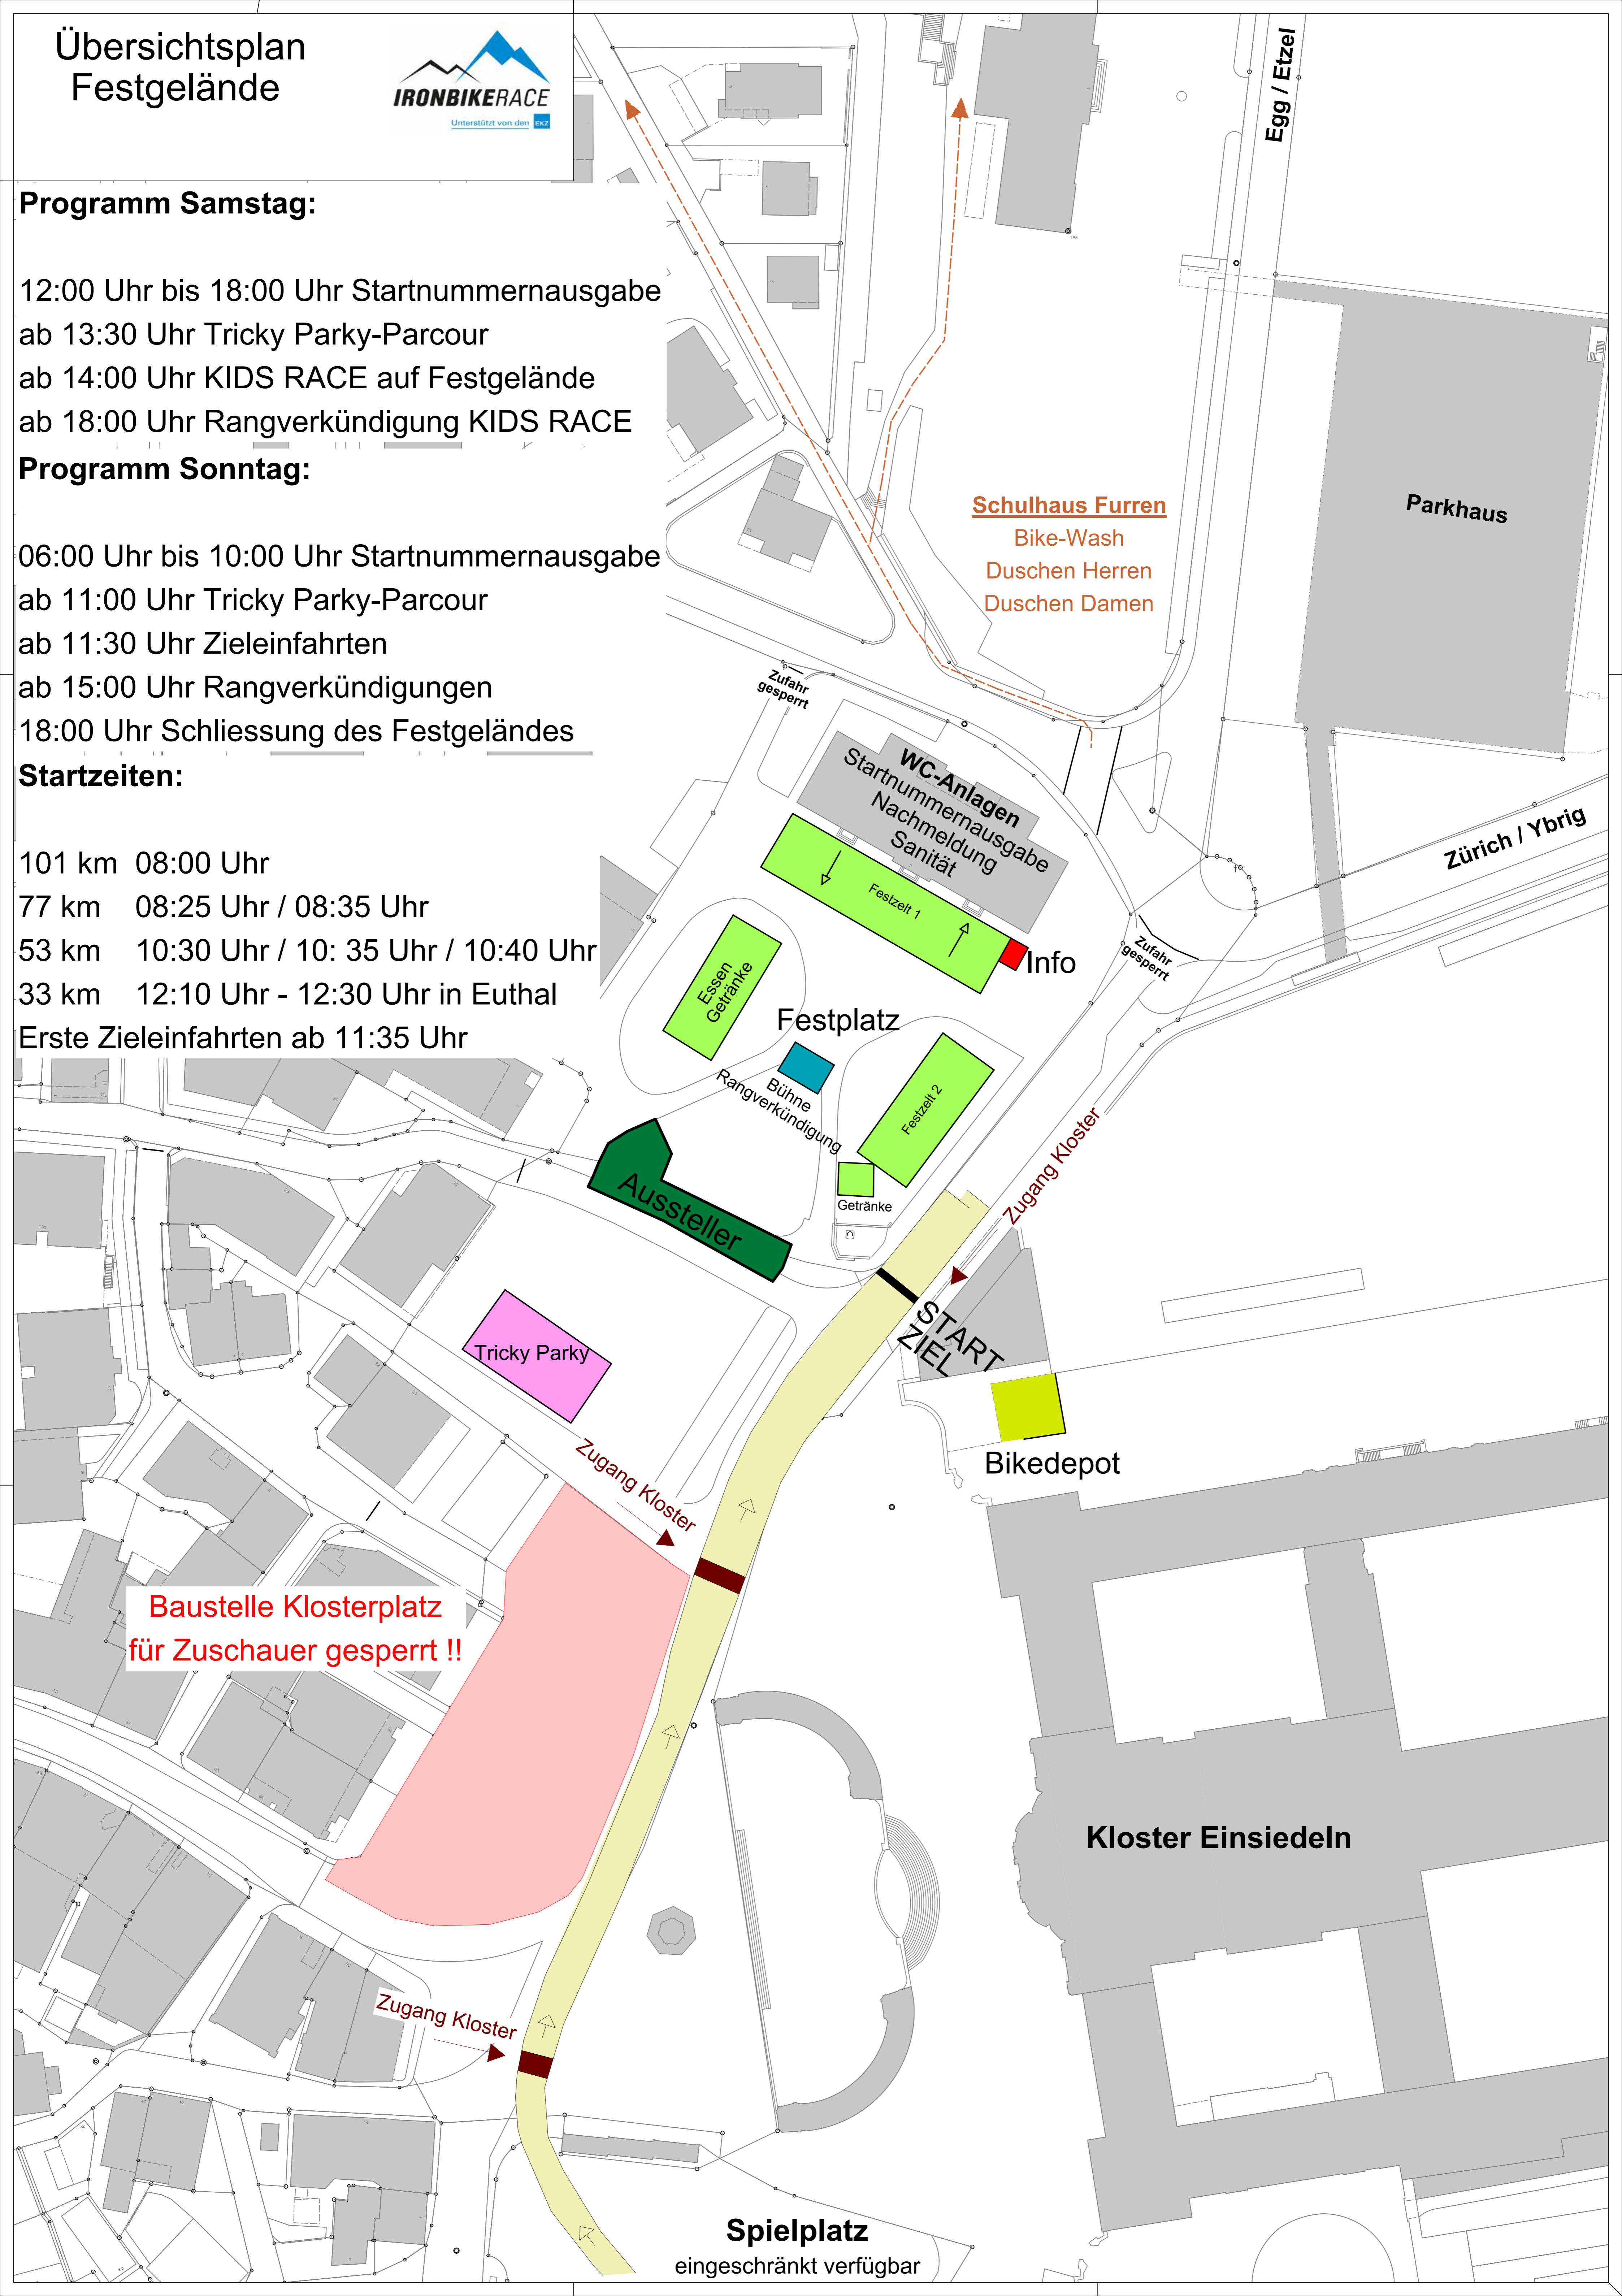 Übersichtsplan
Festgelände
IRONBIKERACE
Unterstützt von den EKZ
Programm Samstag:
12:00 Uhr bis 18:00 Uhr Startnummernausgabe
ab 13:30 Uhr Tricky Parky-Parcour
ab 14:00 Uhr KIDS RACE auf Festgelände
ab 18:00 Uhr Rangverkündigung KIDS RACE
Programm Sonntag:
06:00 Uhr bis 10:00 Uhr Startnummernausgabe
ab 11:00 Uhr Tricky Parky-Parcour
ab 11:30 Uhr Zieleinfahrten
ab 15:00 Uhr Rangverkündigungen
18:00 Uhr Schliessung des Festgeländes
Startzeiten:
101 km 08:00 Uhr
77 km 08:25 Uhr / 08:35 Uhr
53 km 10:30 Uhr / 10: 35 Uhr / 10:40 Uhr
33 km 12:10 Uhr - 12:30 Uhr in Euthal
Erste Zieleinfahrten ab 11:35 Uhr
Egg / Etzel
Schulhaus Furren
Bike-Wash
Duschen Herren
Duschen Damen
Parkhaus
Zufahr
gesperrt
WC-Anlagen
Startnummernausgabe
Nachmeldung
Sanität
Zürich / Ybrig
Festzelt 1
Info
Zufahr
gesperrt
Essen
Getränke
Festplatz
Bühne
Rangverkündigung
Festzelt 2
Getränke
Zugang Kloster
Aussteller
START
ZIEL
Tricky Parky
Bikedepot
Zugang Kloster
Baustelle Klosterplatz
für Zuschauer gesperrt !!
Kloster Einsiedeln
Zugang Kloster
Spielplatz
eingeschränkt verfügbar